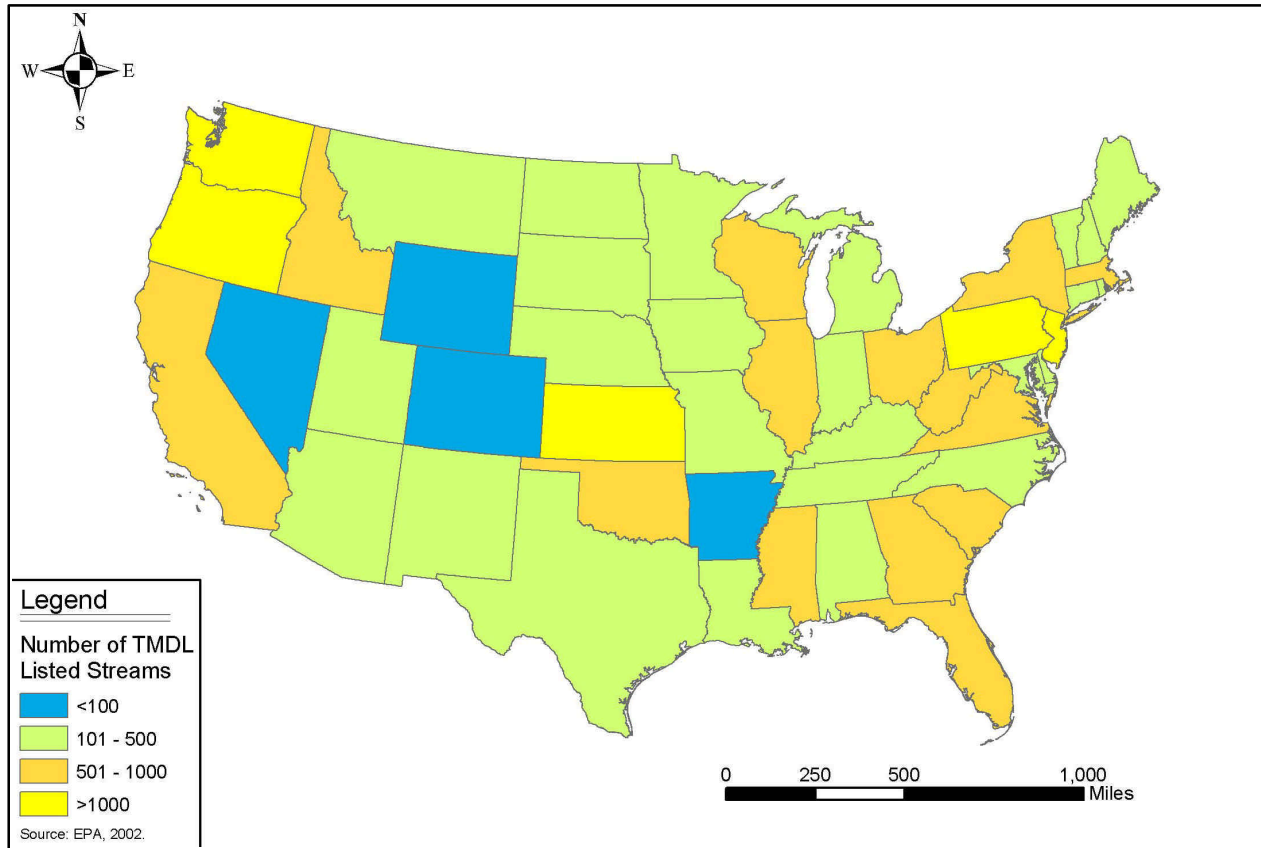 N
W E
S
Legend
Number of TMDL
Listed Streams
<100
101 - 500
501 - 1000
>1000
Source: EPA, 2002.
0 250 500 1,000
Miles